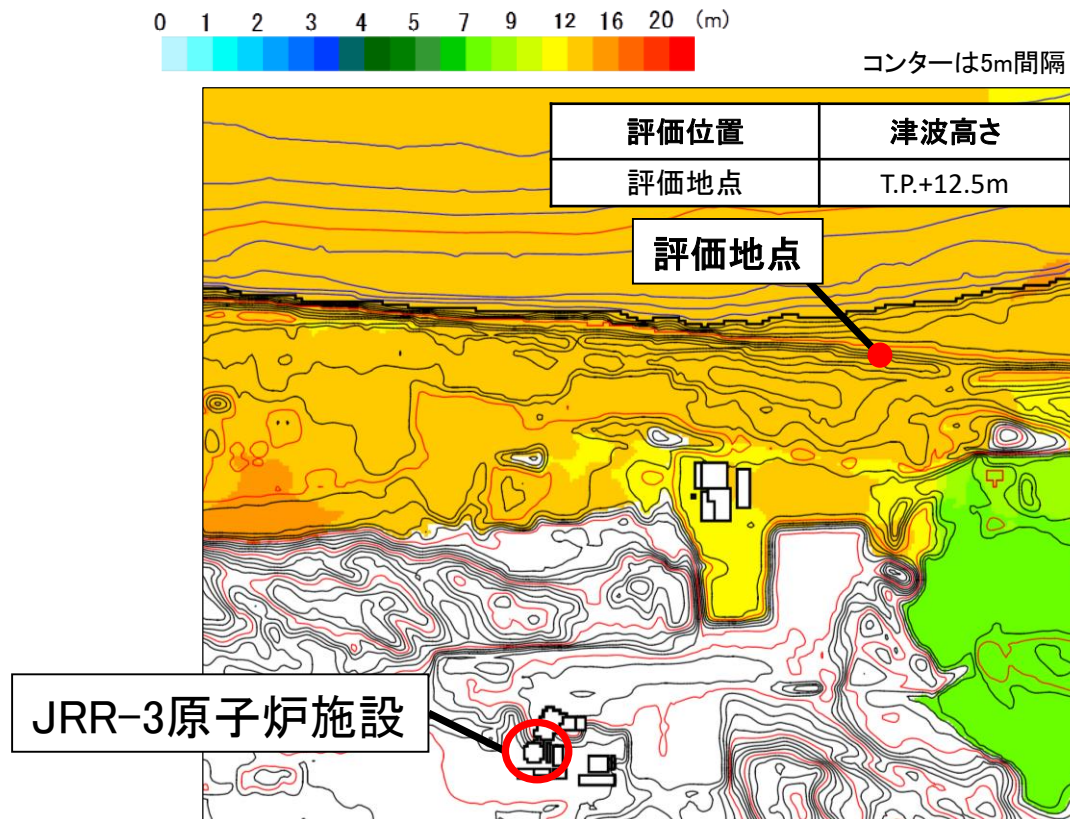 0 1 2 3 4 5 7 9 12 16 20 (m)
コンターは5m間隔
評価位置 津波高さ
評価地点 T.P.+12.5m
評価地点
JRR-3原子炉施設